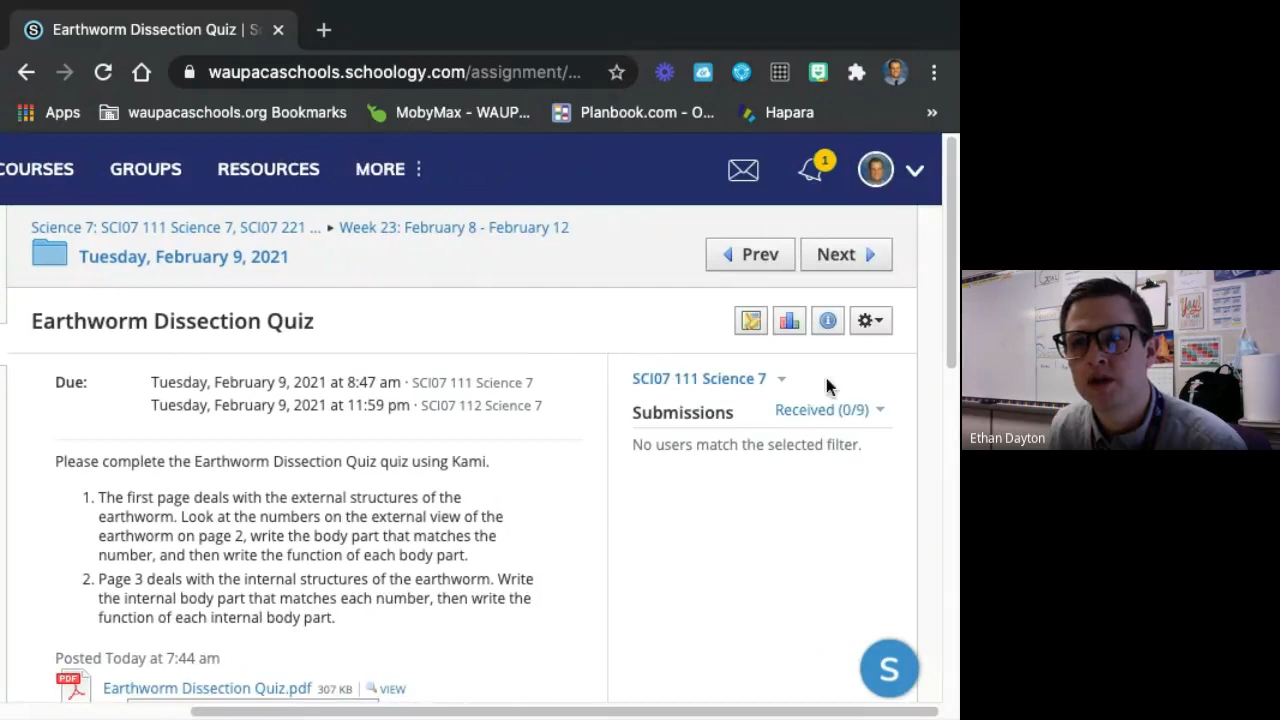 Earthworm Dissection Quiz | S
waupacaschools.schoology.com/assignment/...
Apps
waupacaschools.org Bookmarks
MobyMax - WAUP...
Planbook.com - O...
Hapara
»
COURSES
GROUPS
RESOURCES
MORE
1
Science 7: SCI07 111 Science 7, SCI07 221 ... ▸ Week 23: February 8 - February 12
Tuesday, February 9, 2021
Prev
Next
Earthworm Dissection Quiz
Due:
Tuesday, February 9, 2021 at 8:47 am · SCI07 111 Science 7
Tuesday, February 9, 2021 at 11:59 pm · SCI07 112 Science 7
Please complete the Earthworm Dissection Quiz quiz using Kami.
1. The first page deals with the external structures of the
earthworm. Look at the numbers on the external view of the
earthworm on page 2, write the body part that matches the
number, and then write the function of each body part.
2. Page 3 deals with the internal structures of the earthworm. Write
the internal body part that matches each number, then write the
function of each internal body part.
Posted Today at 7:44 am
PDF
Earthworm Dissection Quiz.pdf 307 KB | VIEW
SCI07 111 Science 7
Submissions
Received (0/9)
No users match the selected filter.
S
Ethan Dayton